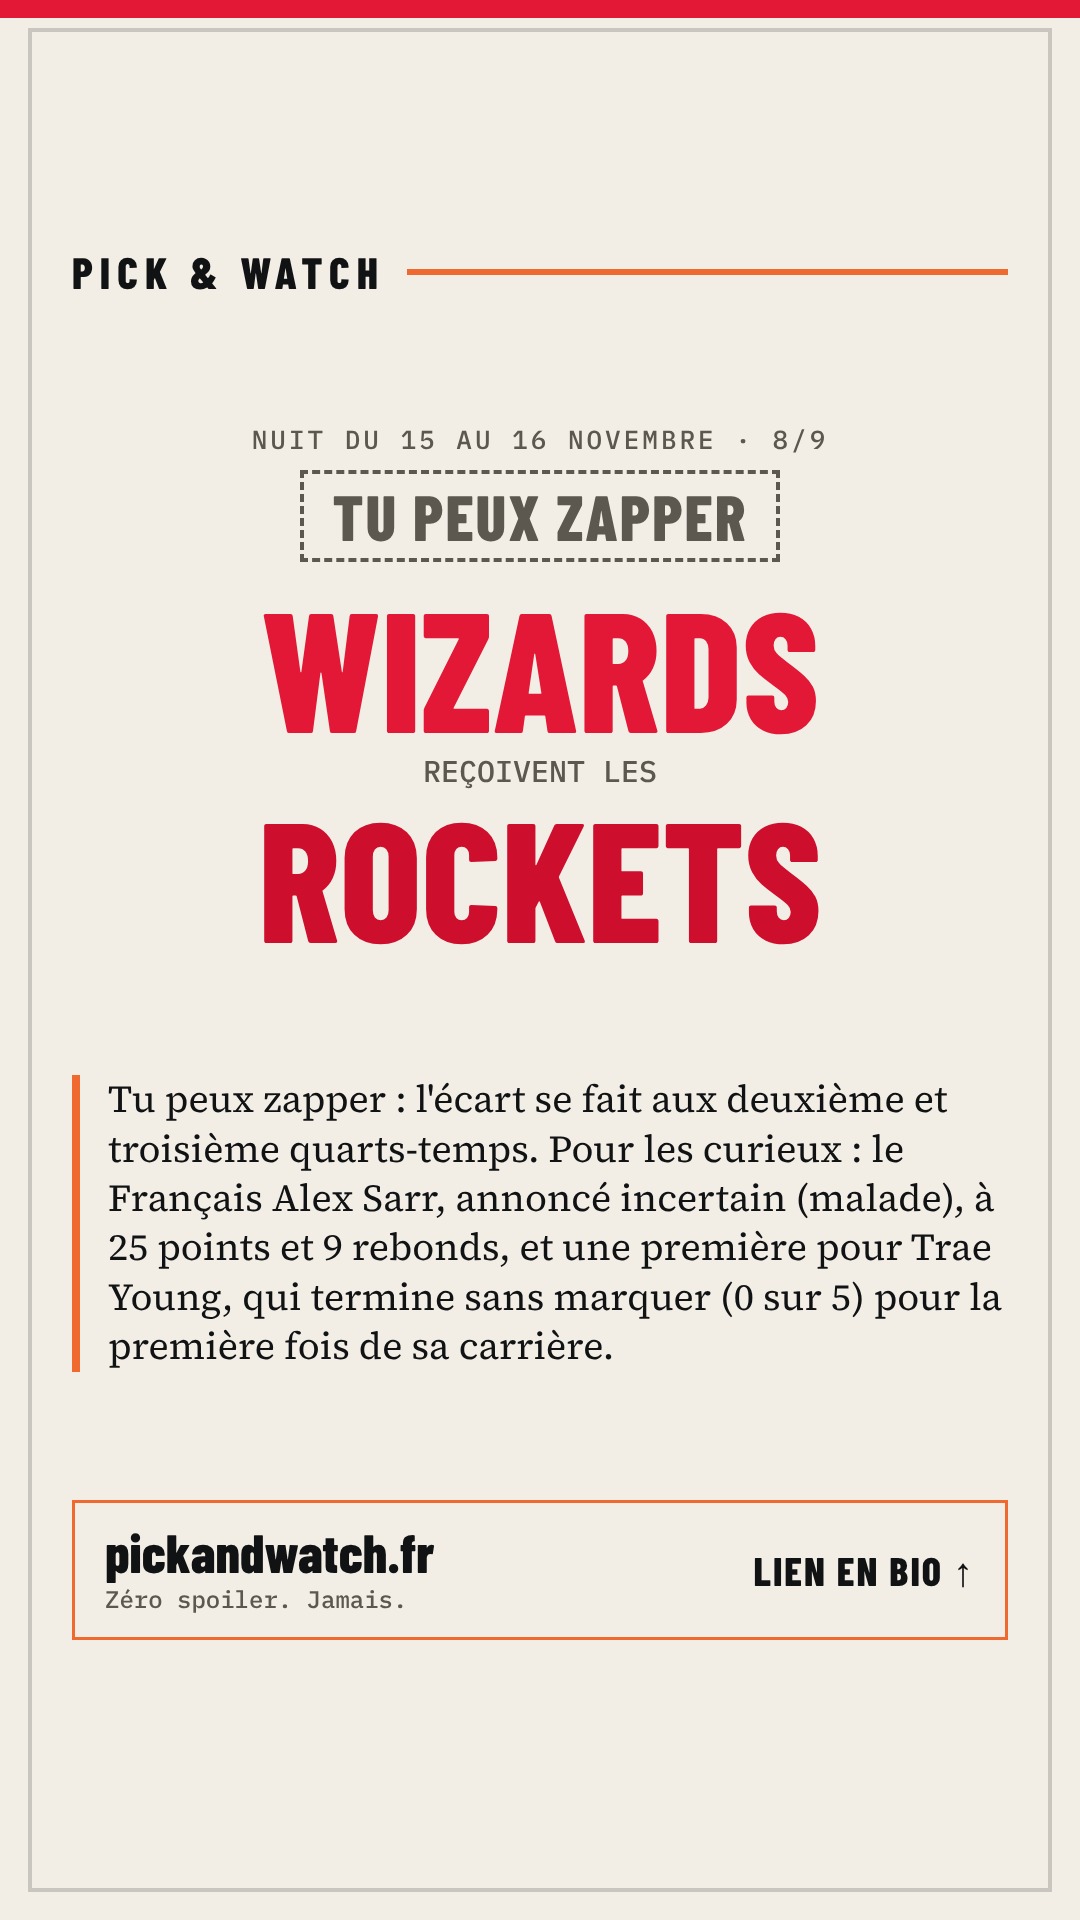 PICK & WATCH
NUIT DU 15 AU 16 NOVEMBRE · 8/9
TU PEUX ZAPPER
WIZARDS
REÇOIVENT LES
ROCKETS
Tu peux zapper : l'écart se fait aux deuxième et
troisième quarts-temps. Pour les curieux : le
Français Alex Sarr, annoncé incertain (malade), à
25 points et 9 rebonds, et une première pour Trae
Young, qui termine sans marquer (0 sur 5) pour la
première fois de sa carrière.
pickandwatch.fr
Zéro spoiler. Jamais.
LIEN EN BIO ↑